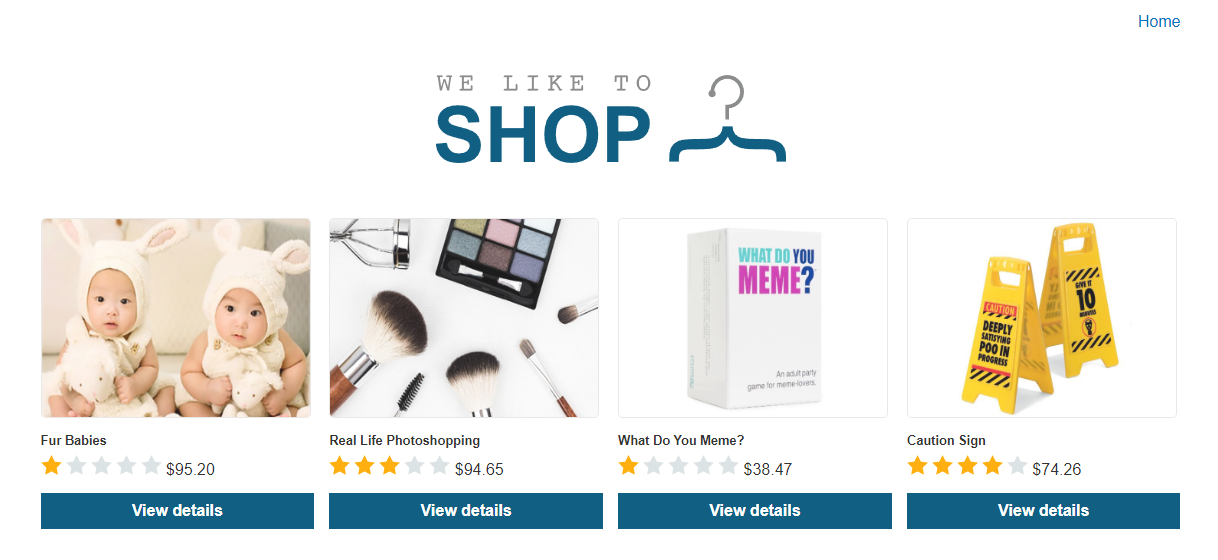 Home
WE LIKE TO
SHOP
WHAT DO YOU
MEME?
An adult party
game for meme-lovers.
CAUTION
DEEPLY
SATISFYING
POO IN
PROGRESS
GIVE IT
10
MINUTES
Fur Babies
Real Life Photoshopping
What Do You Meme?
Caution Sign
$95.20
$94.65
$38.47
$74.26
View details
View details
View details
View details